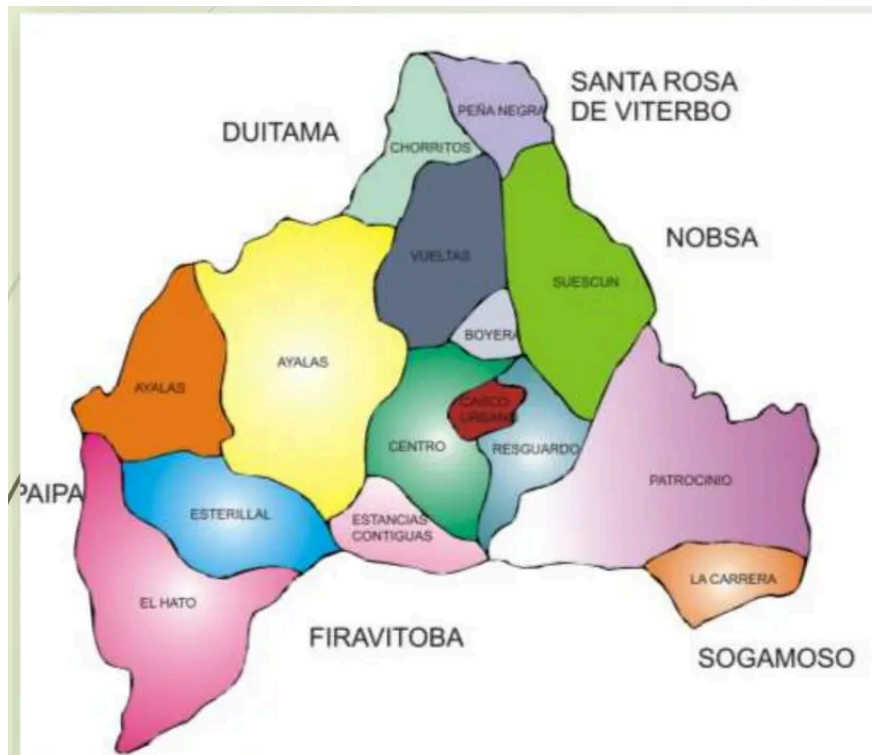 SANTA ROSA
DE VITERBO
DUITAMA
PEÑA NEGRA
CHORRITOS
NOBSA
VUELTAS
SUESCUN
BOYERA
AYALAS
AYALAS
CASCO
URBANO
CENTRO
RESGUARDO
PATROCINIO
PAIPA
ESTERILLAL
ESTANCIAS
CONTIGUAS
LA CARRERA
EL HATO
FIRAVITOBA
SOGAMOSO